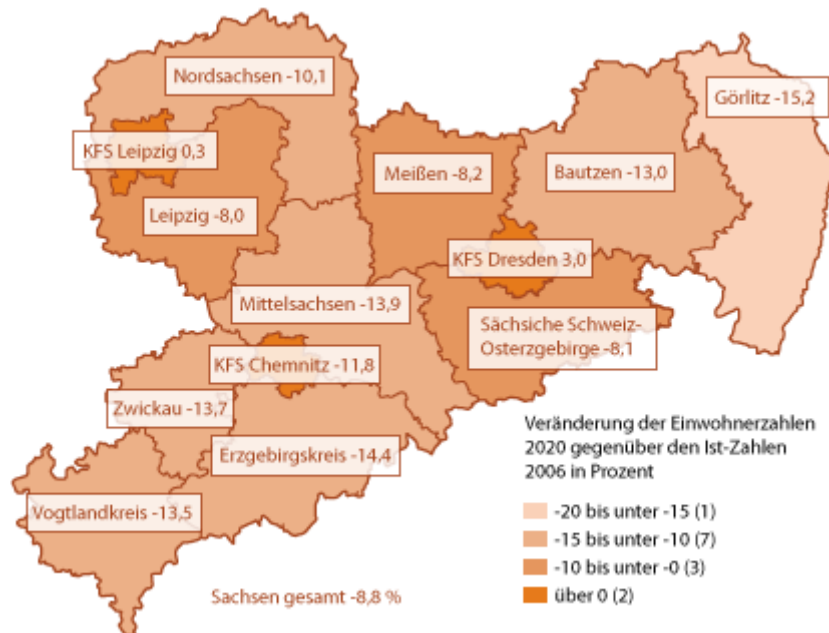 Nordsachsen -10,1
Görlitz -15,2
KFS Leipzig 0,3
Meißen -8,2
Bautzen -13,0
Leipzig -8,0
KFS Dresden 3,0
Mittelsachsen -13,9
Sächsiche Schweiz-
Osterzgebirge -8,1
KFS Chemnitz -11,8
Zwickau -13,7
Erzgebirgskreis -14,4
Vogtlandkreis -13,5
Sachsen gesamt -8,8 %
Veränderung der Einwohnerzahlen
2020 gegenüber den Ist-Zahlen
2006 in Prozent
-20 bis unter -15 (1)
-15 bis unter -10 (7)
-10 bis unter -0 (3)
über 0 (2)